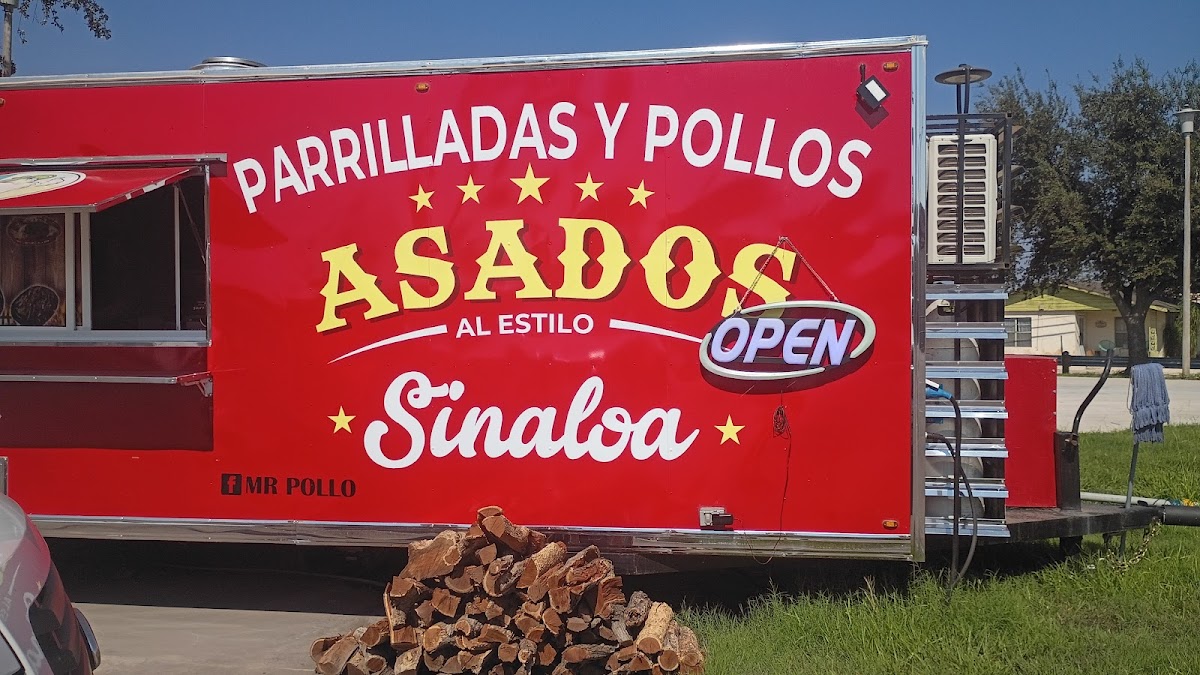 PARRILLADAS Y POLLOS
ASADOS
AL ESTILO
OPEN
Sinaloa
f MR POLLO